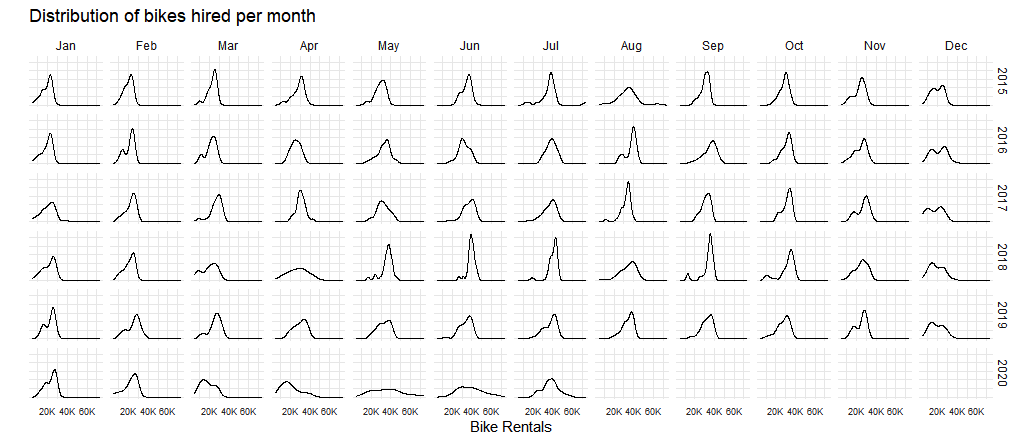 Distribution of bikes hired per month
Jan Feb Mar Apr May Jun Jul Aug Sep Oct Nov Dec
2015
2016
2017
2018
2019
2020
20K 40K 60K 20K 40K 60K 20K 40K 60K 20K 40K 60K 20K 40K 60K 20K 40K 60K 20K 40K 60K 20K 40K 60K 20K 40K 60K 20K 40K 60K 20K 40K 60K 20K 40K 60K
Bike Rentals